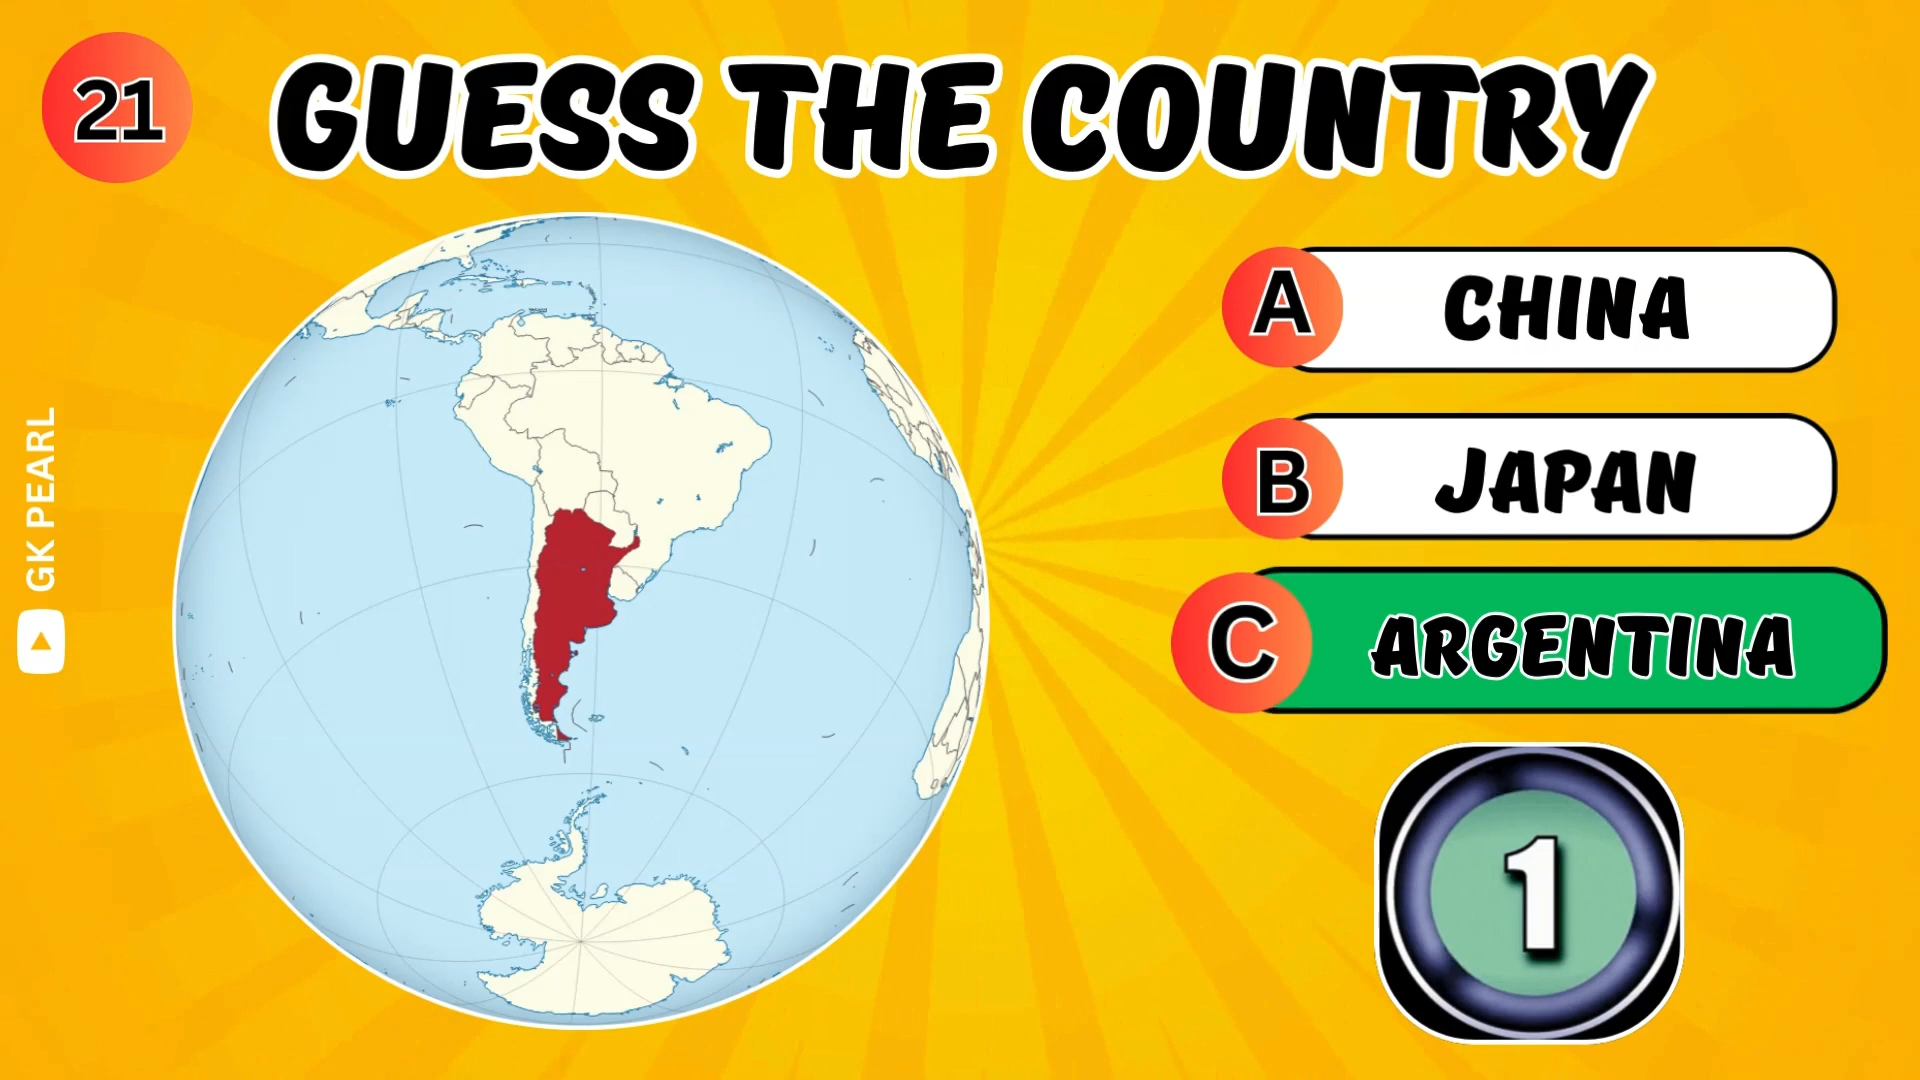 21
GUESS THE COUNTRY
A CHINA
B JAPAN
C ARGENTINA
1
GK PEARL